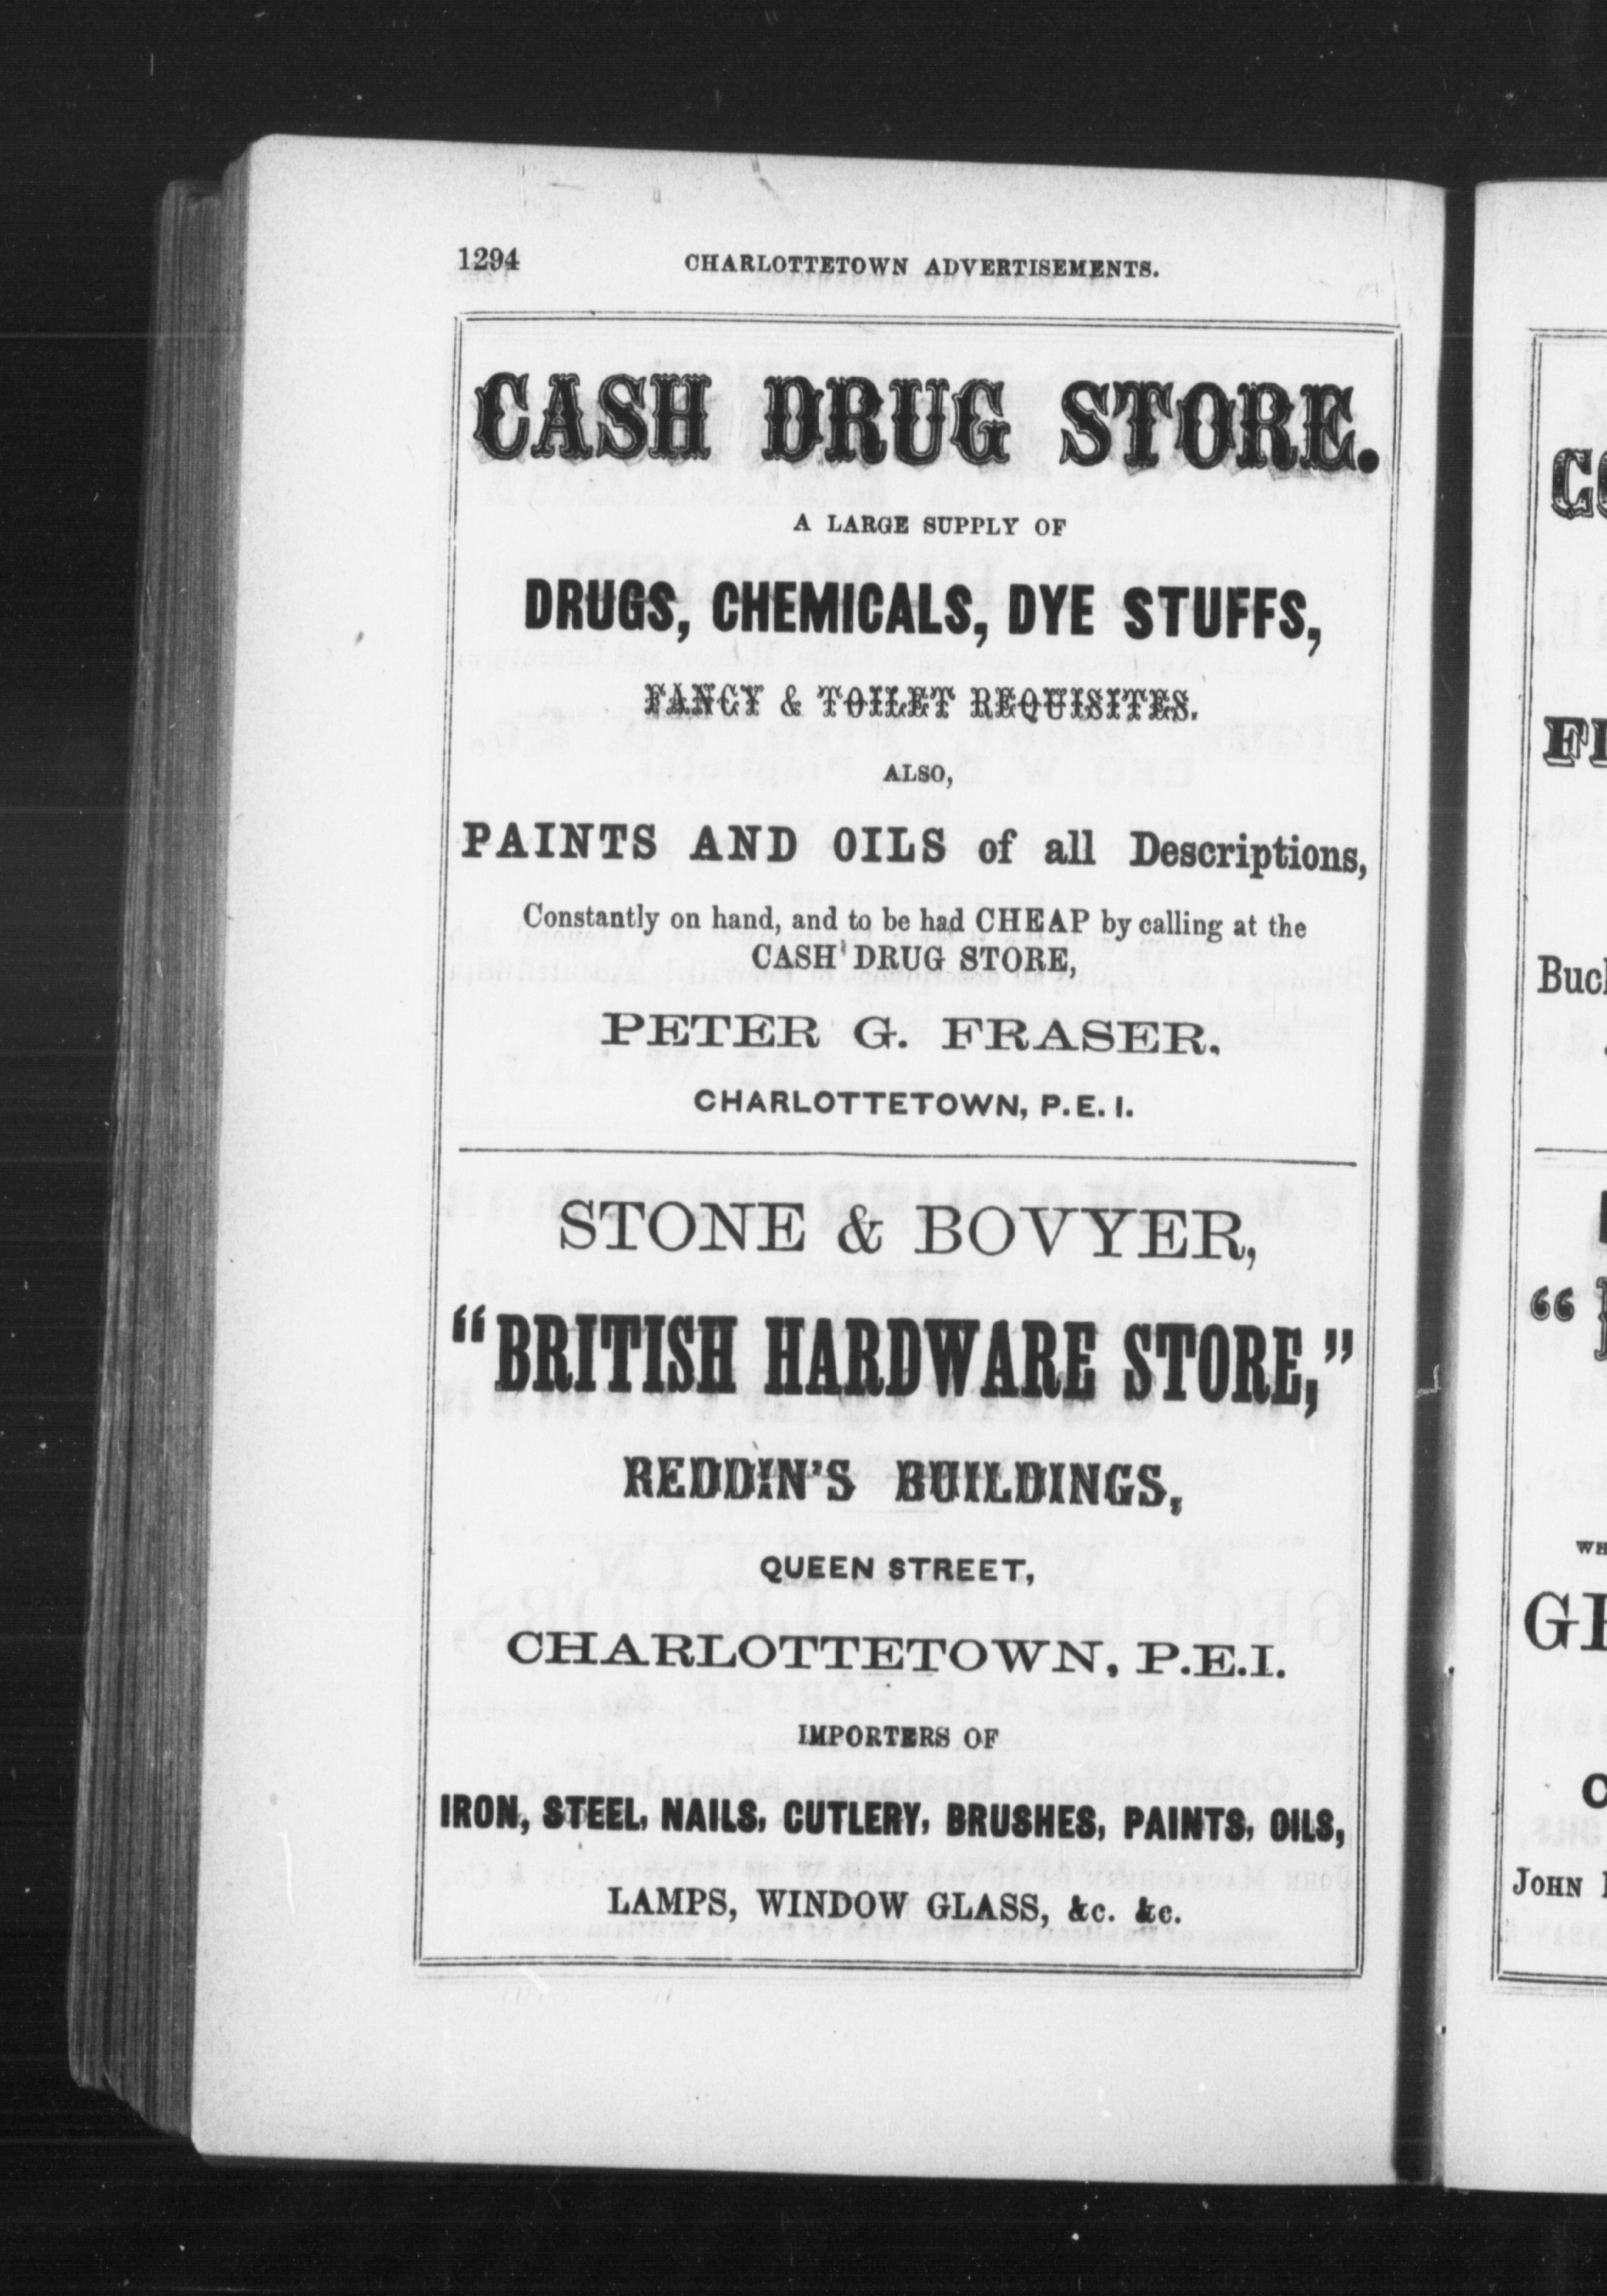 1294 CHARLOTTETOWN ADVERTISEMENTS.
CASH DRUG STORE.
A LARGE SUPPLY OF
DRUGS, CHEMICALS, DYE STUFFS,
FANCY & TOILET REQUISITES.
ALSO,
PAINTS AND OILS of all Descriptions,
Constantly on hand, and to be had CHEAP by calling at the
CASH DRUG STORE,
PETER G. FRASER.
CHARLOTTETOWN, P.E.I.
STONE & BOVYER,
"BRITISH HARDWARE STORE,"
REDDIN'S BUILDINGS,
QUEEN STREET,
CHARLOTTETOWN, P.E.I.
IMPORTERS OF
IRON, STEEL, NAILS, CUTLERY, BRUSHES, PAINTS, OILS,
LAMPS, WINDOW GLASS, &c. &c.
JOHN